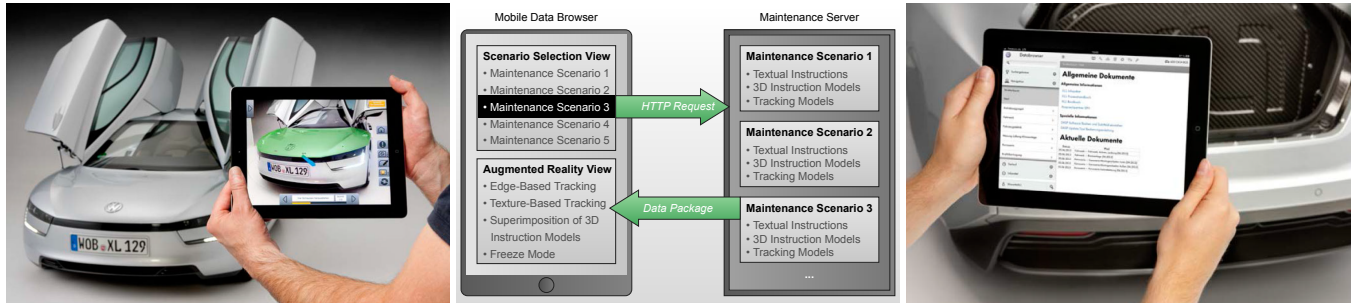 WOB XL 129
WOB XL 129
Mobile Data Browser
Scenario Selection View
• Maintenance Scenario 1
• Maintenance Scenario 2
• Maintenance Scenario 3
• Maintenance Scenario 4
• Maintenance Scenario 5
Augmented Reality View
• Edge-Based Tracking
• Texture-Based Tracking
• Superimposition of 3D
Instruction Models
• Freeze Mode
HTTP Request
Data Package
Maintenance Server
Maintenance Scenario 1
• Textual Instructions
• 3D Instruction Models
• Tracking Models
Maintenance Scenario 2
• Textual Instructions
• 3D Instruction Models
• Tracking Models
Maintenance Scenario 3
• Textual Instructions
• 3D Instruction Models
• Tracking Models
...
Allgemeine Dokumente
Allgemeine Informationen
Spezielle Informationen
Aktuelle Dokumente